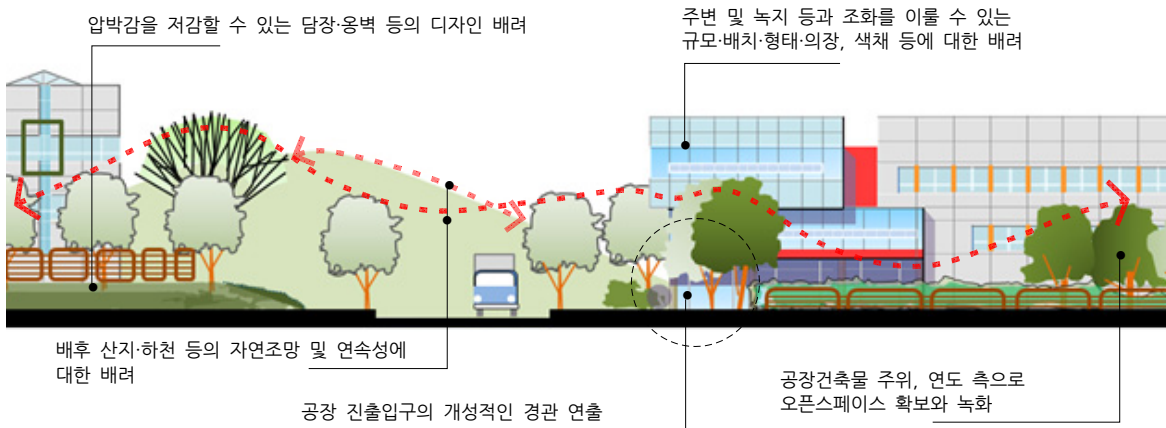 압박감을 저감할 수 있는 담장·옹벽 등의 디자인 배려
주변 및 녹지 등과 조화를 이룰 수 있는
규모·배치·형태·의장, 색채 등에 대한 배려
배후 산지·하천 등의 자연조망 및 연속성에
대한 배려
공장 진출입구의 개성적인 경관 연출
공장건축물 주위, 연도 측으로
오픈스페이스 확보와 녹화